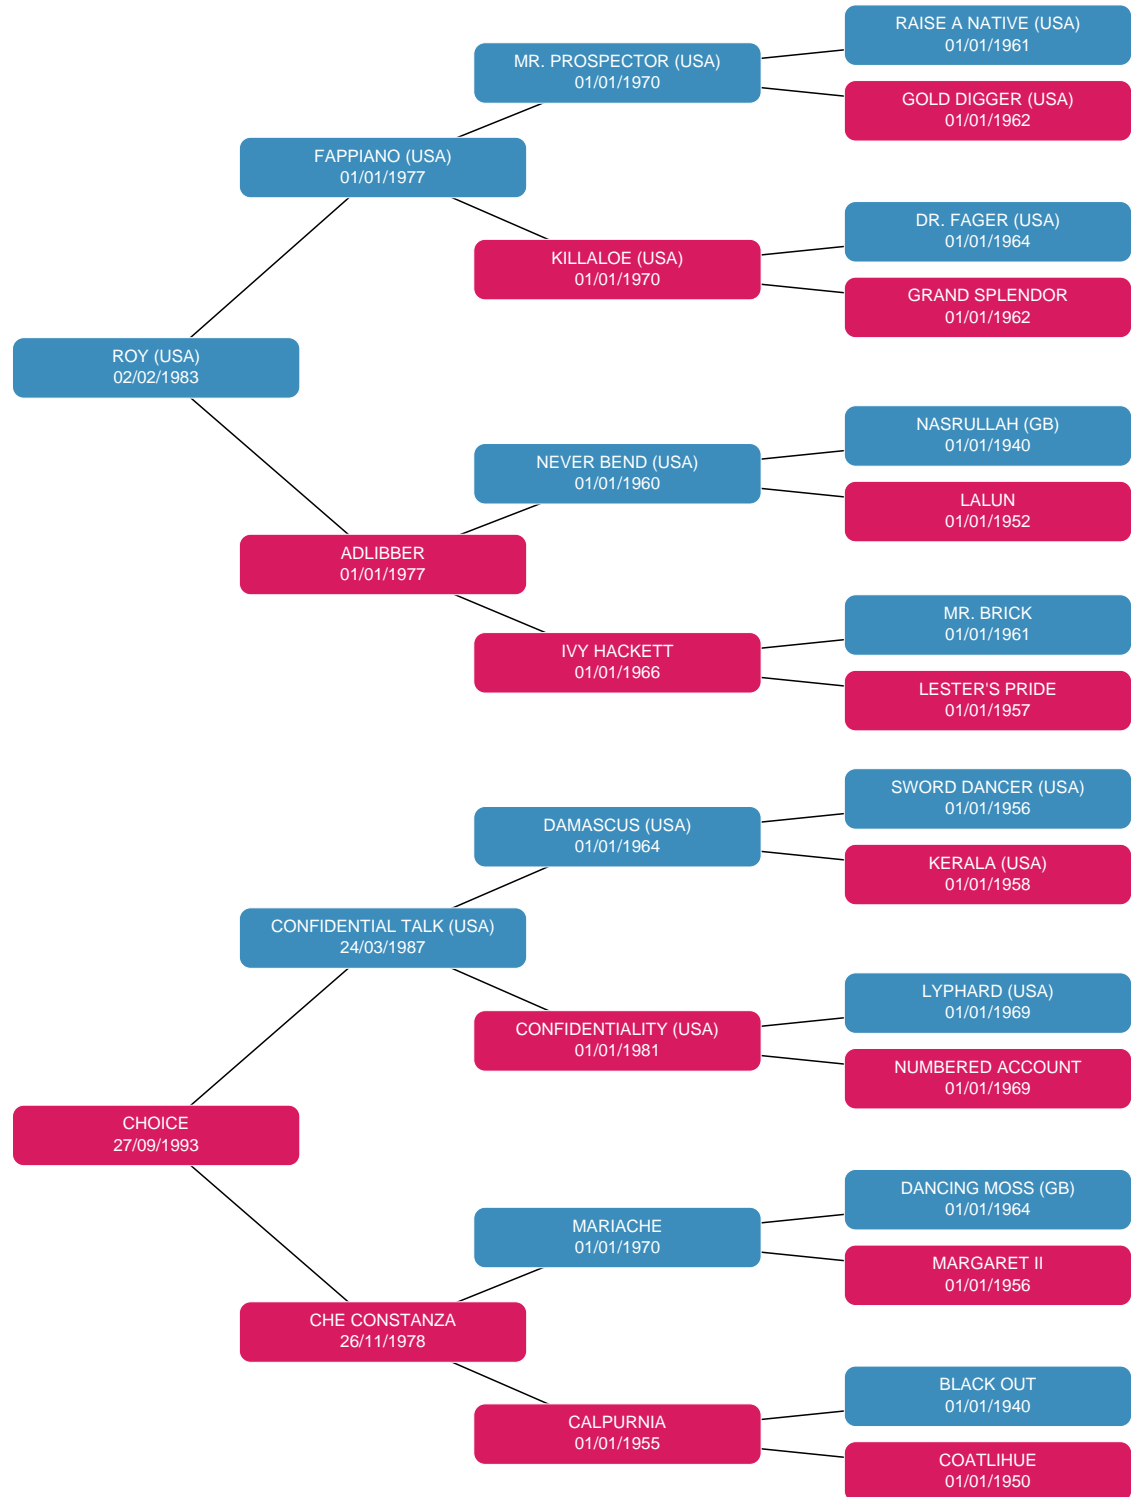 RAISE A NATIVE (USA)
01/01/1961
MR. PROSPECTOR (USA)
01/01/1970
GOLD DIGGER (USA)
01/01/1962
FAPPIANO (USA)
01/01/1977
DR. FAGER (USA)
01/01/1964
KILLALOE (USA)
01/01/1970
GRAND SPLENDOR
01/01/1962
ROY (USA)
02/02/1983
NASRULLAH (GB)
01/01/1940
NEVER BEND (USA)
01/01/1960
LALUN
01/01/1952
ADLIBBER
01/01/1977
MR. BRICK
01/01/1961
IVY HACKETT
01/01/1966
LESTER'S PRIDE
01/01/1957
SWORD DANCER (USA)
01/01/1956
DAMASCUS (USA)
01/01/1964
KERALA (USA)
01/01/1958
CONFIDENTIAL TALK (USA)
24/03/1987
LYPHARD (USA)
01/01/1969
CONFIDENTIALITY (USA)
01/01/1981
NUMBERED ACCOUNT
01/01/1969
CHOICE
27/09/1993
DANCING MOSS (GB)
01/01/1964
MARIACHE
01/01/1970
MARGARET II
01/01/1956
CHE CONSTANZA
26/11/1978
BLACK OUT
01/01/1940
CALPURNIA
01/01/1955
COATLIHUE
01/01/1950